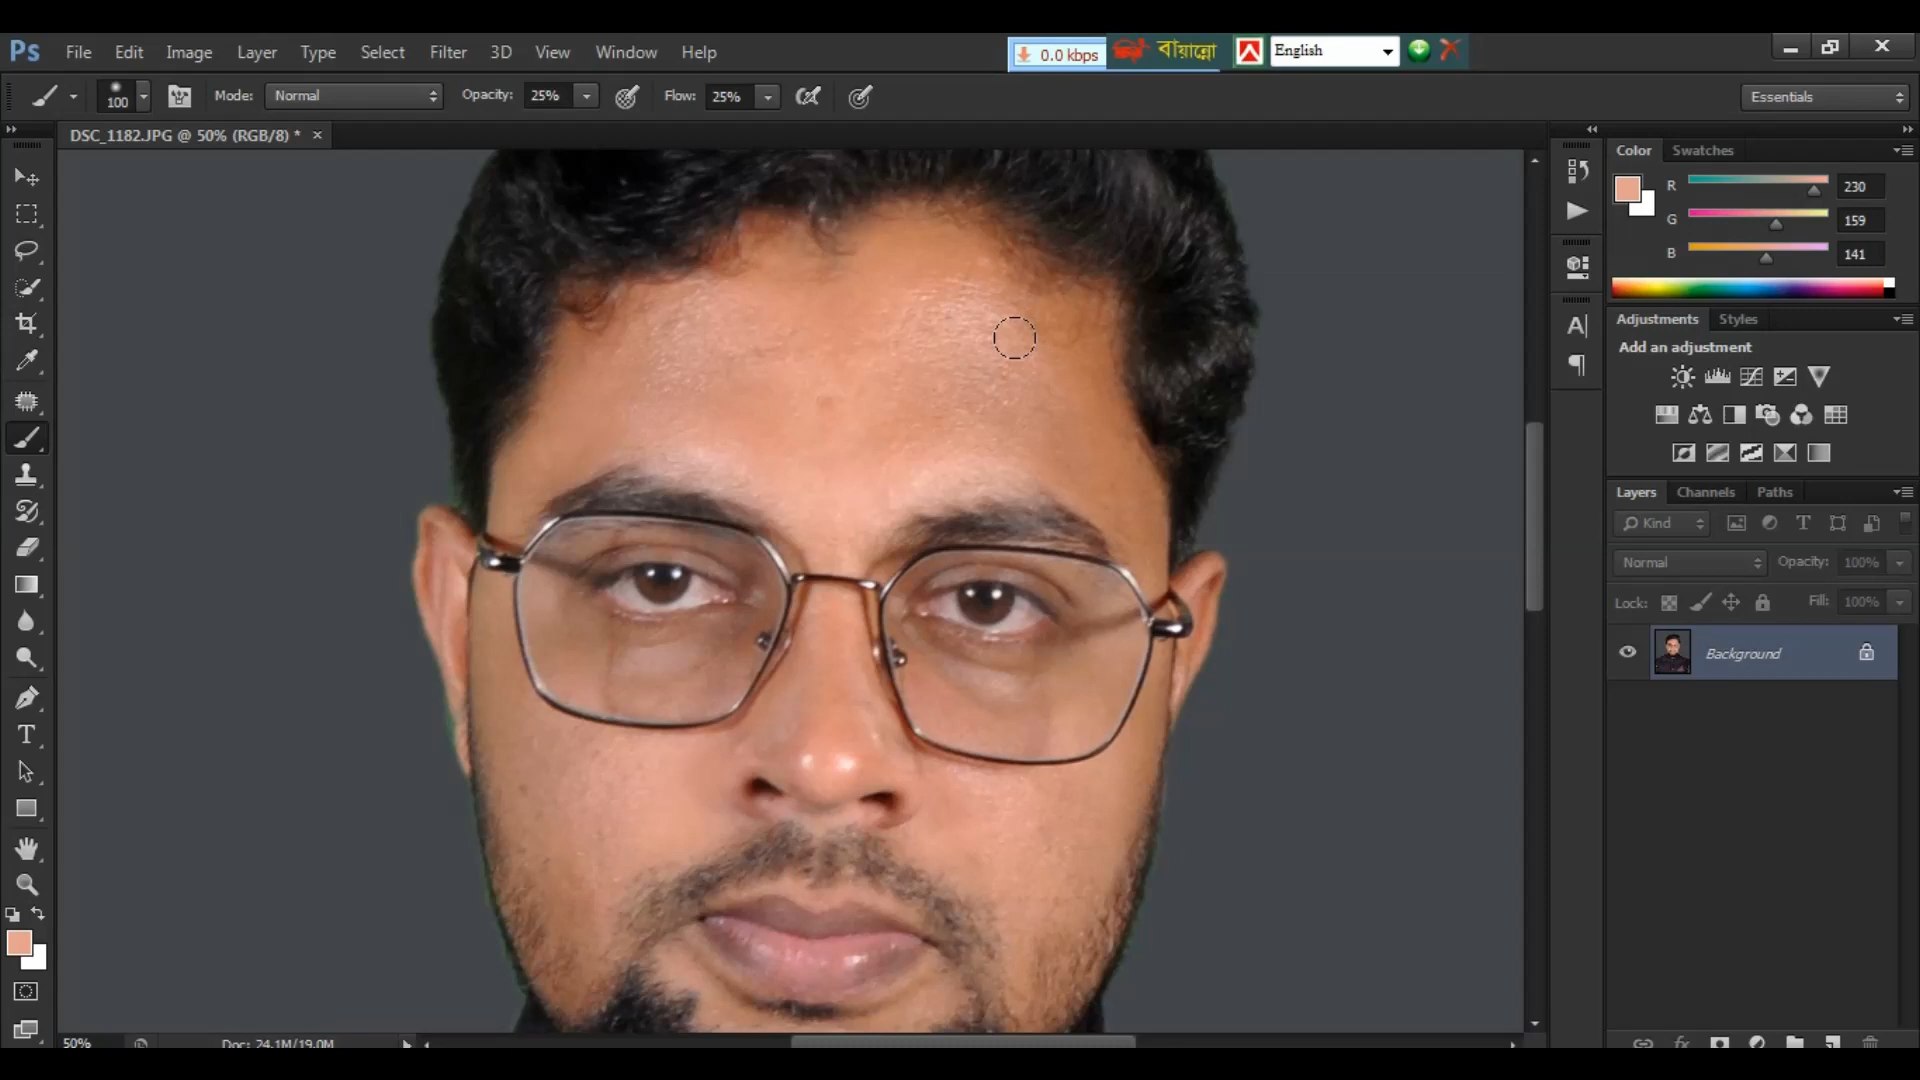 Ps File Edit Image Layer Type Select Filter 3D View Window Help
0.0 kbps বায়ান্নো English
100 Mode: Normal Opacity: 25% Flow: 25% Essentials
DSC_1182.JPG @ 50% (RGB/8) * ×
Color Swatches
R 230
G 159
B 141
Adjustments Styles
Add an adjustment
Layers Channels Paths
Kind
Normal Opacity: 100%
Lock: Fill: 100%
Background
50% Doc: 24.1M/19.0M